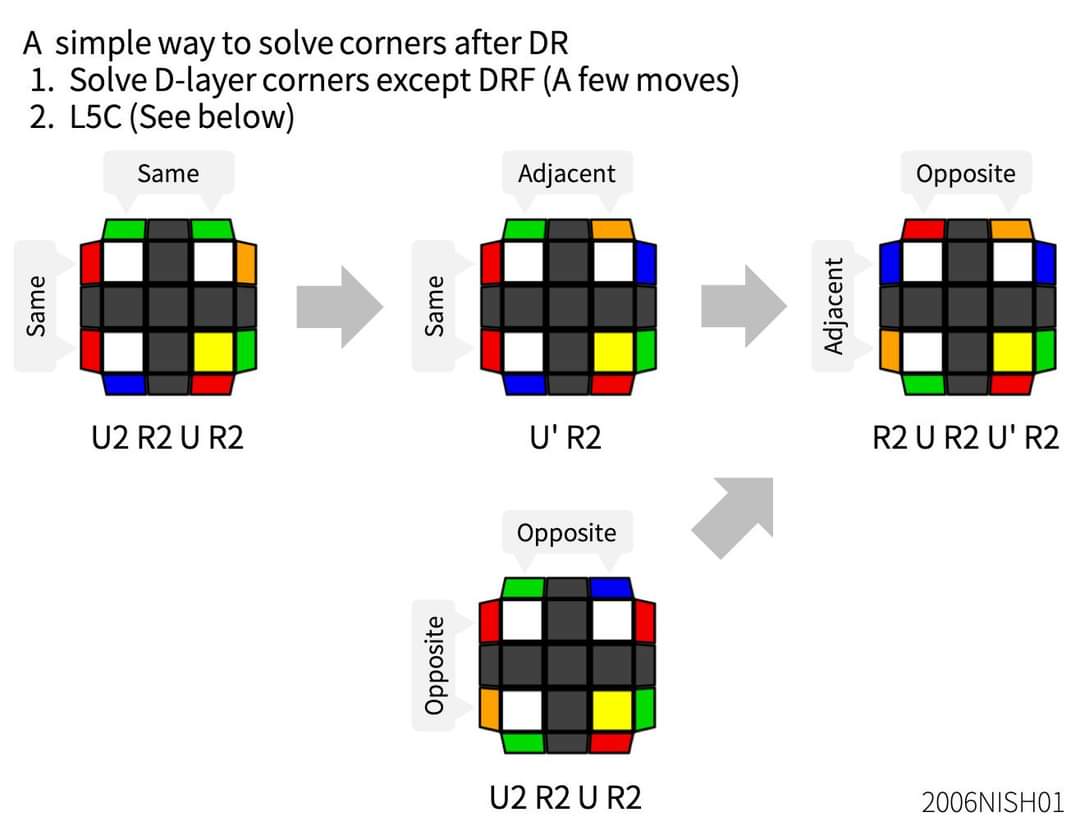 A simple way to solve corners after DR
1. Solve D-layer corners except DRF (A few moves)
2. L5C (See below)
Same
Same
U2 R2 U R2
Adjacent
Same
U' R2
Opposite
Adjacent
R2 U R2 U' R2
Opposite
Opposite
U2 R2 U R2
2006NISH01